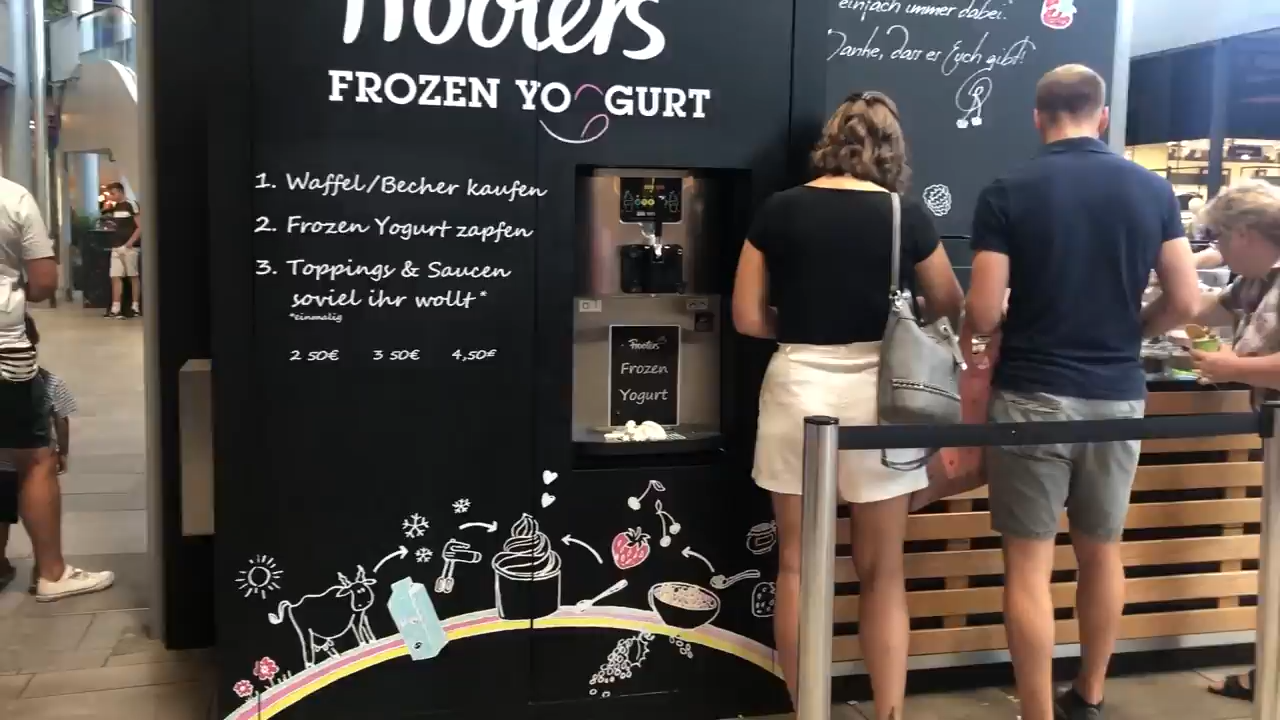 Frooters
FROZEN YOGURT
1. Waffel/Becher kaufen
2. Frozen Yogurt zapfen
3. Toppings & Saucen
soviel ihr wollt*
*einmalig
2 50€ 3 50€ 4,50€
Frooters
Frozen
Yogurt
einfach immer dabei."
Danke, dass es Euch gibt!